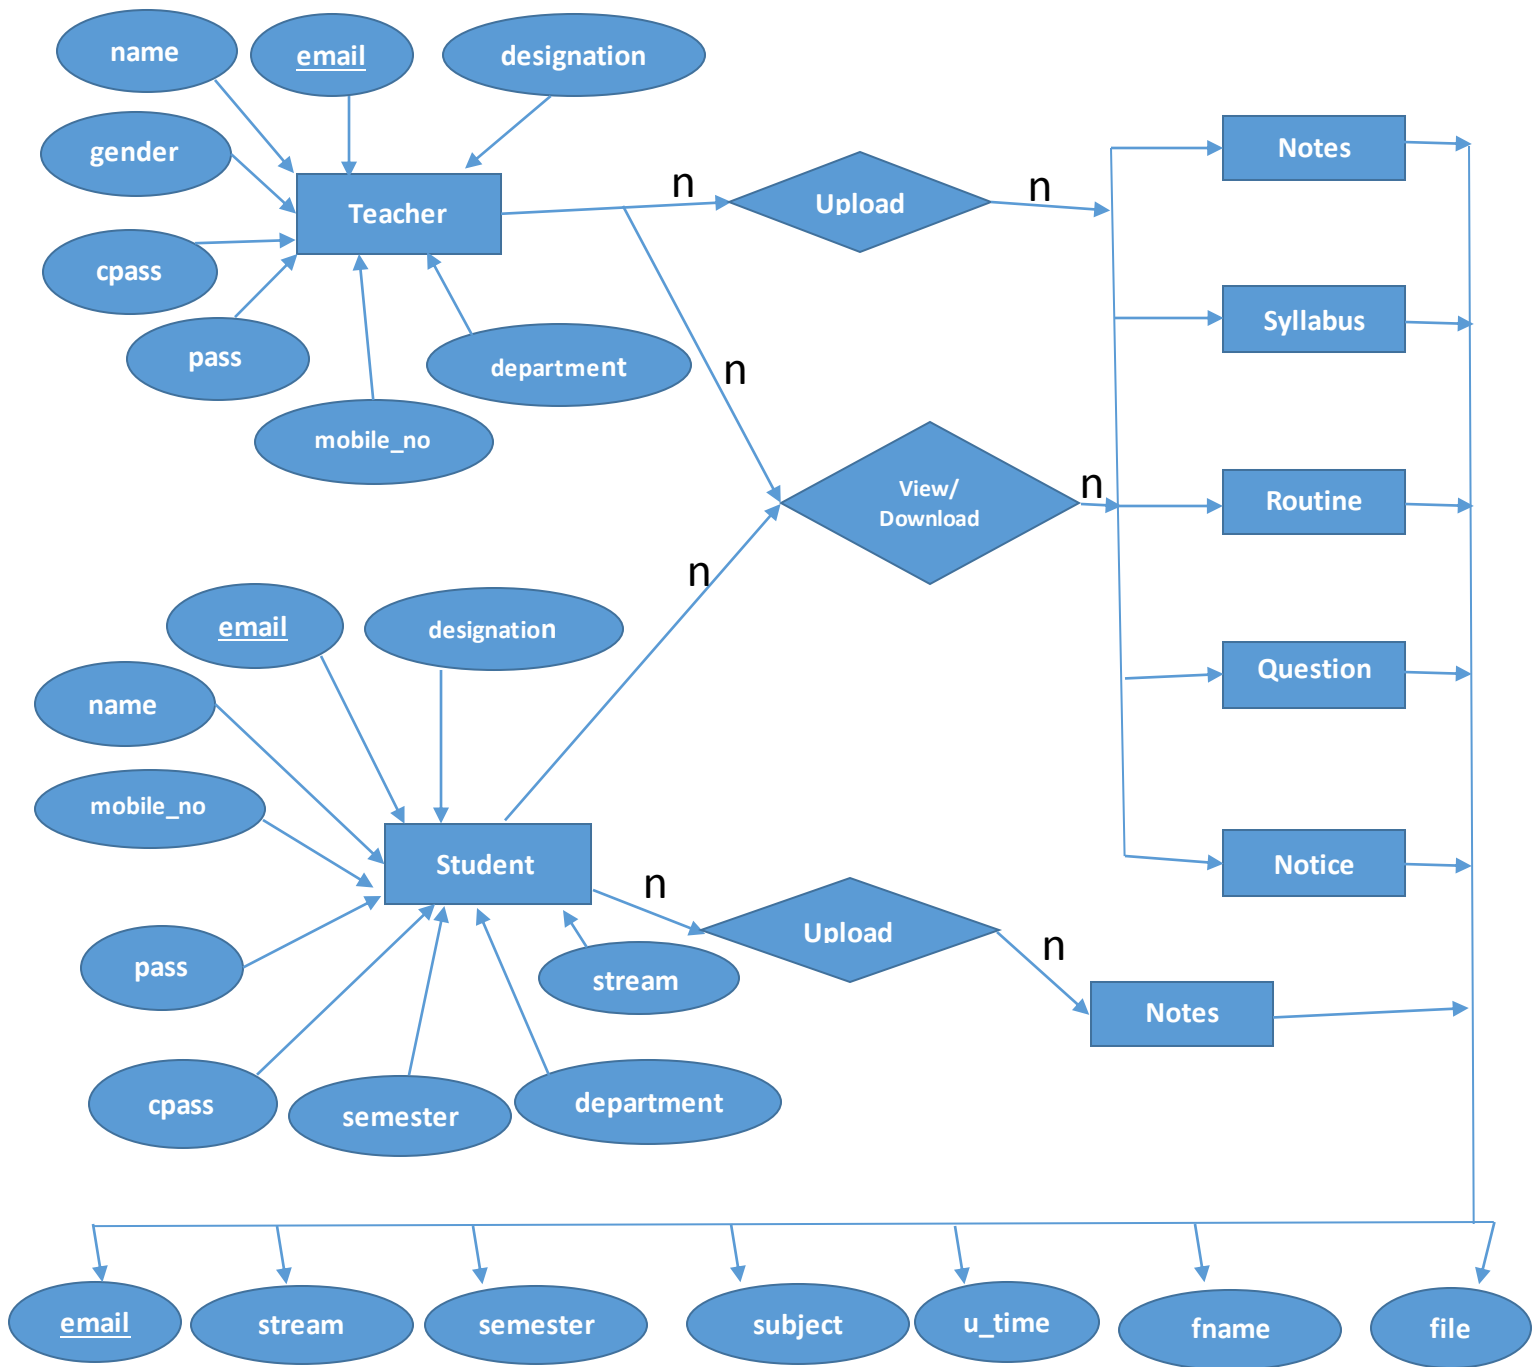 name
email
designation
gender
Teacher
cpass
pass
department
mobile_no
n
Upload
n
n
View/
Download
n
n
Notes
Syllabus
Routine
Question
Notice
email
designation
name
mobile_no
Student
pass
stream
cpass
semester
department
n
Upload
n
Notes
email
stream
semester
subject
u_time
fname
file